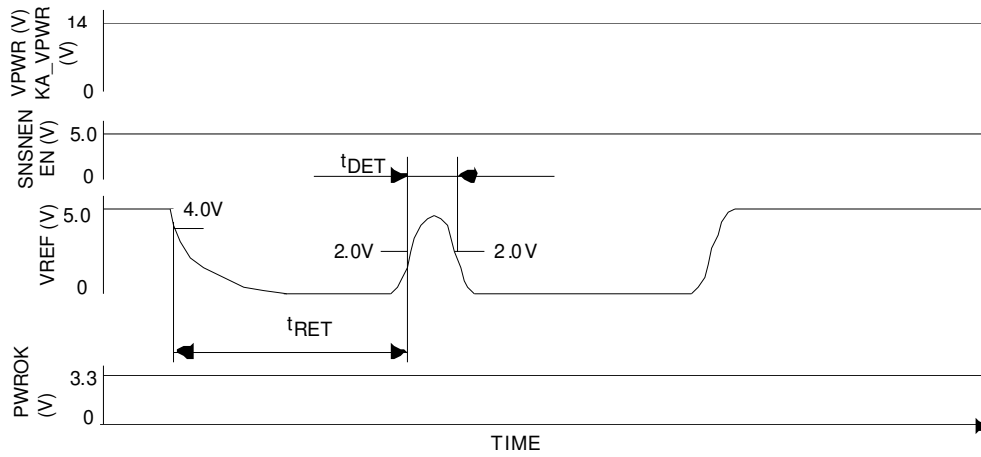 VPWR (V)
KA_VPWR
(V)
14
0
SNSNEN
EN (V)
5.0
0
tDET
VREF (V)
5.0
0
4.0V
2.0V
2.0V
tRET
PWROK
(V)
3.3
0
TIME